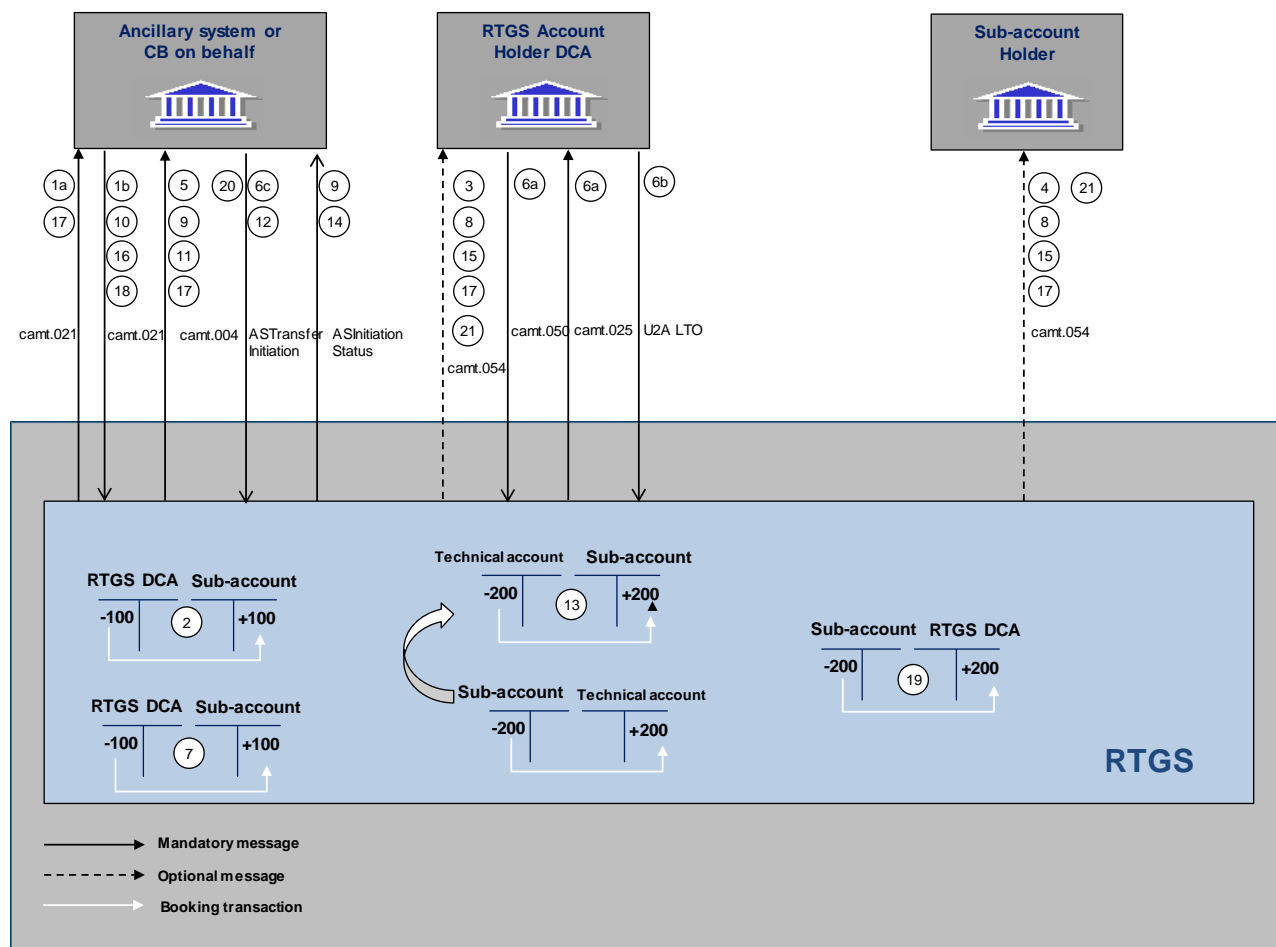 Ancillary system or
CB on behalf
RTGS Account
Holder DCA
Sub-account
Holder
1a
1b
5
20
6c
9
3
6a
6a
6b
4
21
17
10
9
12
14
8
8
16
11
15
15
18
17
17
17
21
camt.021
camt.021
camt.004
ASTransfer
Initiation
ASInitiation
Status
camt.054
camt.050
camt.025
U2A LTO
camt.054
Technical account
Sub-account
-200
13
+200
RTGS DCA
Sub-account
-100
2
+100
Sub-account
RTGS DCA
-200
19
+200
Sub-account
Technical account
-200
+200
RTGS DCA
Sub-account
-100
7
+100
RTGS
Mandatory message
Optional message
Booking transaction